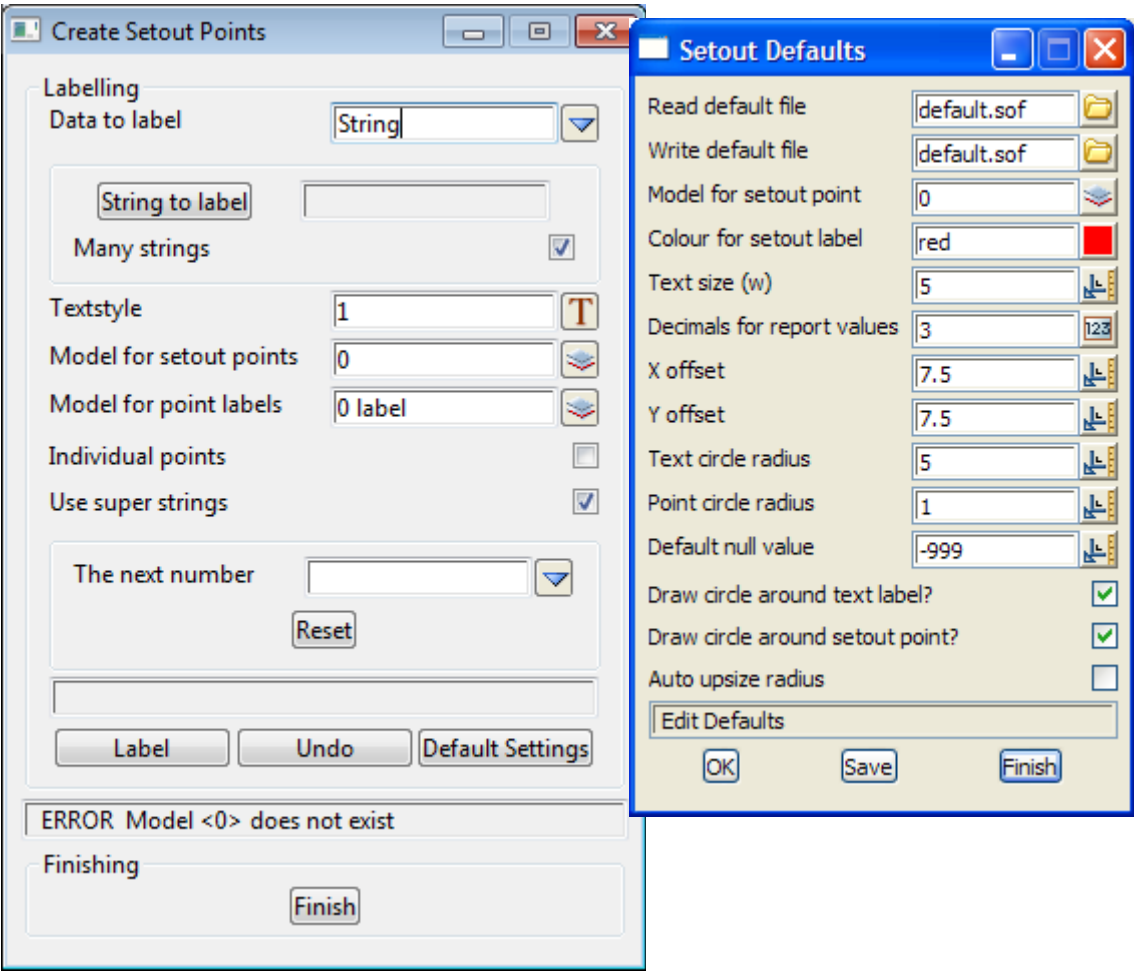 Create Setout Points
Labelling
Data to label String
String to label
Many strings
Textstyle 1 T
Model for setout points 0
Model for point labels 0 label
Individual points
Use super strings
The next number
Reset
Label Undo Default Settings
ERROR Model <0> does not exist
Finishing
Finish
Setout Defaults
Read default file default.sof
Write default file default.sof
Model for setout point 0
Colour for setout label red
Text size (w) 5
Decimals for report values 3 123
X offset 7.5
Y offset 7.5
Text circle radius 5
Point circle radius 1
Default null value -999
Draw circle around text label?
Draw circle around setout point?
Auto upsize radius
Edit Defaults
OK Save Finish